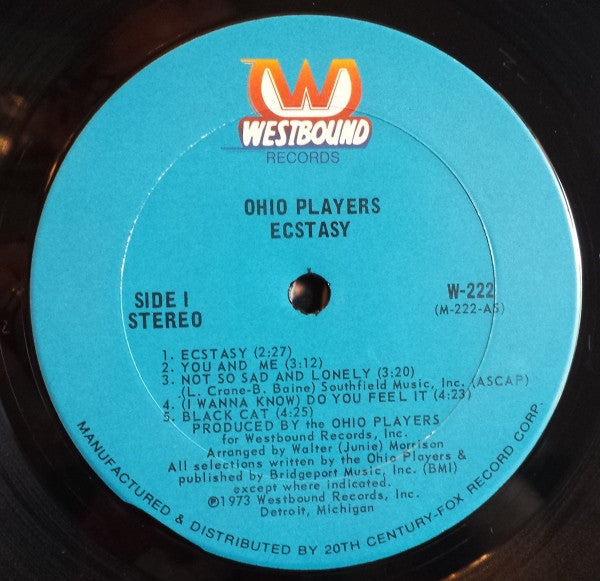 W
WESTBOUND
RECORDS
OHIO PLAYERS
ECSTASY
SIDE I
STEREO
W-222
(M-222-AS)
1. ECSTASY (2:27)
2. YOU AND ME (3:12)
3. NOT SO SAD AND LONELY (3:20)
(L. Crane-B. Baine) Southfield Music, Inc. (ASCAP)
4. (I WANNA KNOW) DO YOU FEEL IT (4:23)
5. BLACK CAT (4:25)
PRODUCED BY the OHIO PLAYERS
for Westbound Records, Inc.
Arranged by Walter (Junie) Morrison
All selections written by the Ohio Players &
published by Bridgeport Music, Inc. (BMI)
except where indicated.
℗1973 Westbound Records, Inc.
Detroit, Michigan
MANUFACTURED & DISTRIBUTED BY 20TH CENTURY-FOX RECORD CORP.